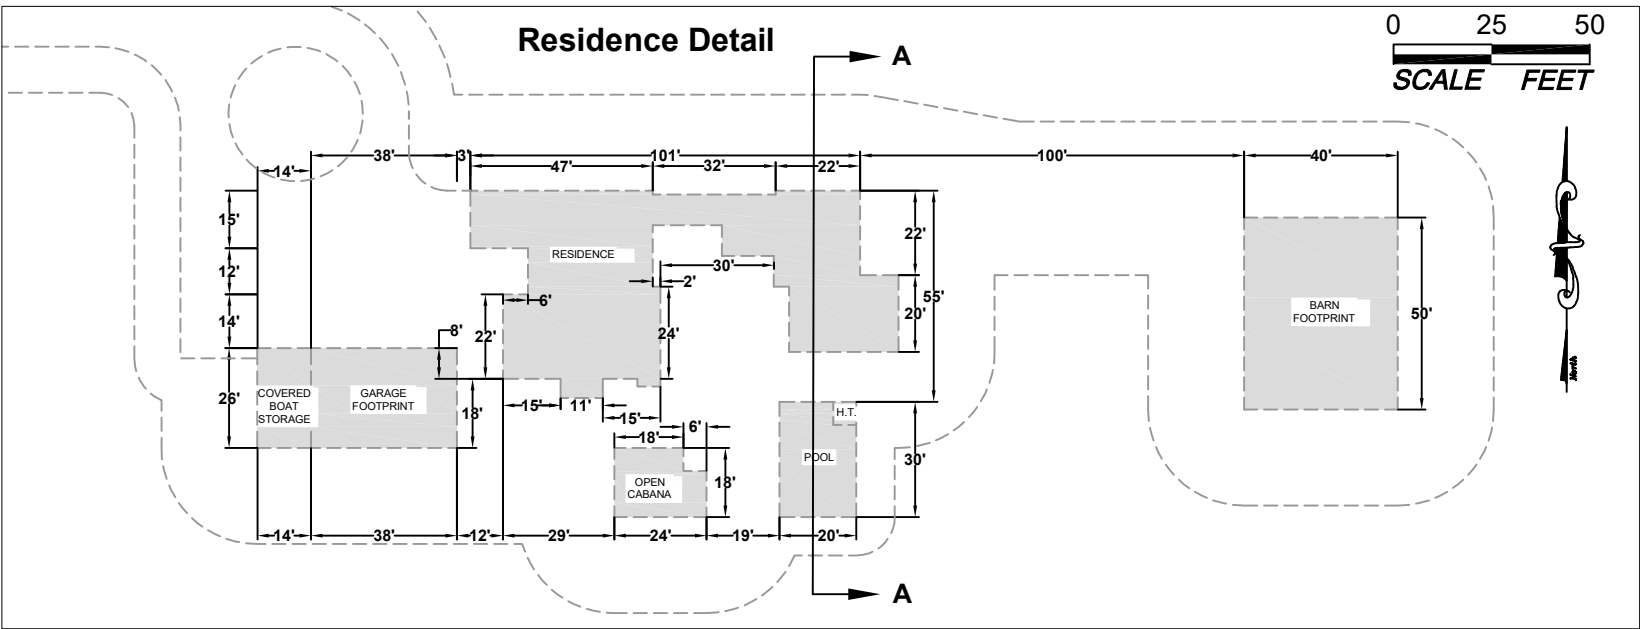 Residence Detail
0 25 50
SCALE FEET
A
38' 3' 101' 100' 40'
14' 47' 32' 22'
15'
22'
RESIDENCE
12'
30'
2'
6'
55'
20'
BARN
FOOTPRINT
50'
14'
8'
22'
24'
North
26'
COVERED
BOAT
STORAGE
GARAGE
FOOTPRINT
18'
15' 11'
15'
6'
H.T.
18'
POOL
30'
OPEN
CABANA
18'
14' 38' 12' 29' 24' 19' 20'
A